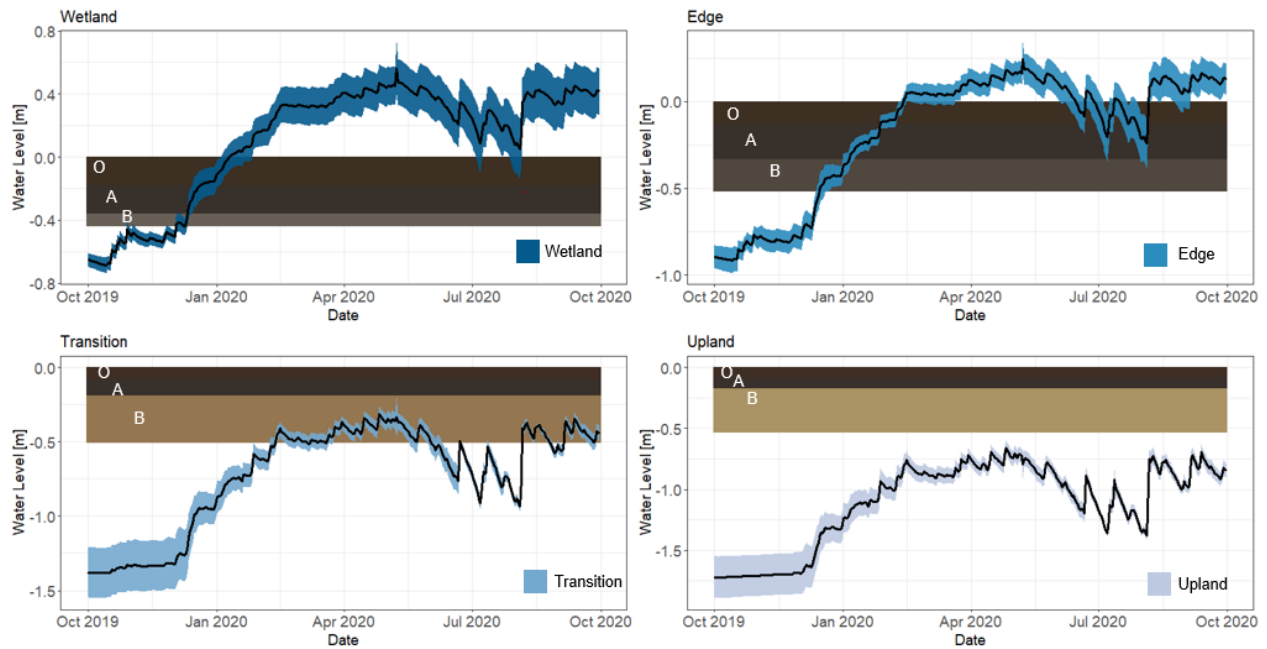 Wetland
0.8
0.4
0.0
-0.4
-0.8
Water Level [m]
O
A
B
Wetland
Oct 2019
Jan 2020
Apr 2020
Jul 2020
Oct 2020
Date
Edge
0.0
-0.5
-1.0
Water Level [m]
O
A
B
Edge
Oct 2019
Jan 2020
Apr 2020
Jul 2020
Oct 2020
Date
Transition
0.0
-0.5
-1.0
-1.5
Water Level [m]
O
A
B
Transition
Oct 2019
Jan 2020
Apr 2020
Jul 2020
Oct 2020
Date
Upland
0.0
-0.5
-1.0
-1.5
Water Level [m]
O
A
B
Upland
Oct 2019
Jan 2020
Apr 2020
Jul 2020
Oct 2020
Date